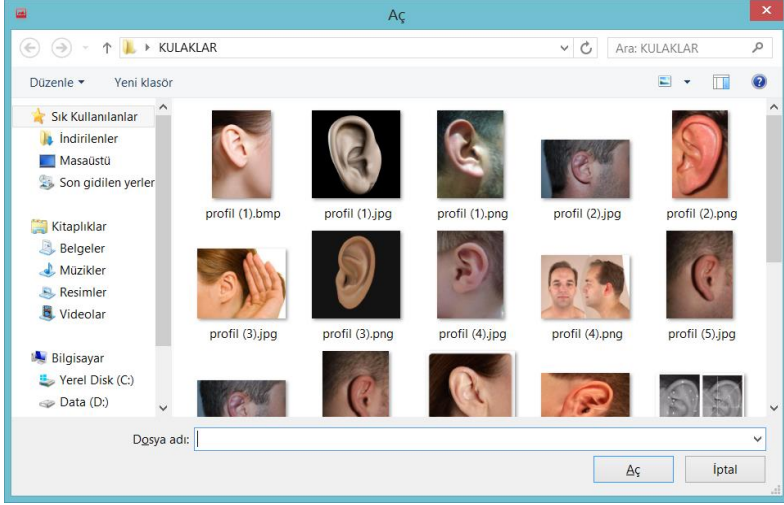 Aç
KULAKLAR
Ara: KULAKLAR
Düzenle
Yeni klasör
Sık Kullanılanlar
İndirilenler
Masaüstü
Son gidilen yerler
Kitaplıklar
Belgeler
Müzikler
Resimler
Videolar
Bilgisayar
Yerel Disk (C:)
Data (D:)
profil (1).bmp
profil (1).jpg
profil (1).png
profil (2).jpg
profil (2).png
profil (3).jpg
profil (3).png
profil (4).jpg
profil (4).png
profil (5).jpg
Dosya adı:
Aç
İptal